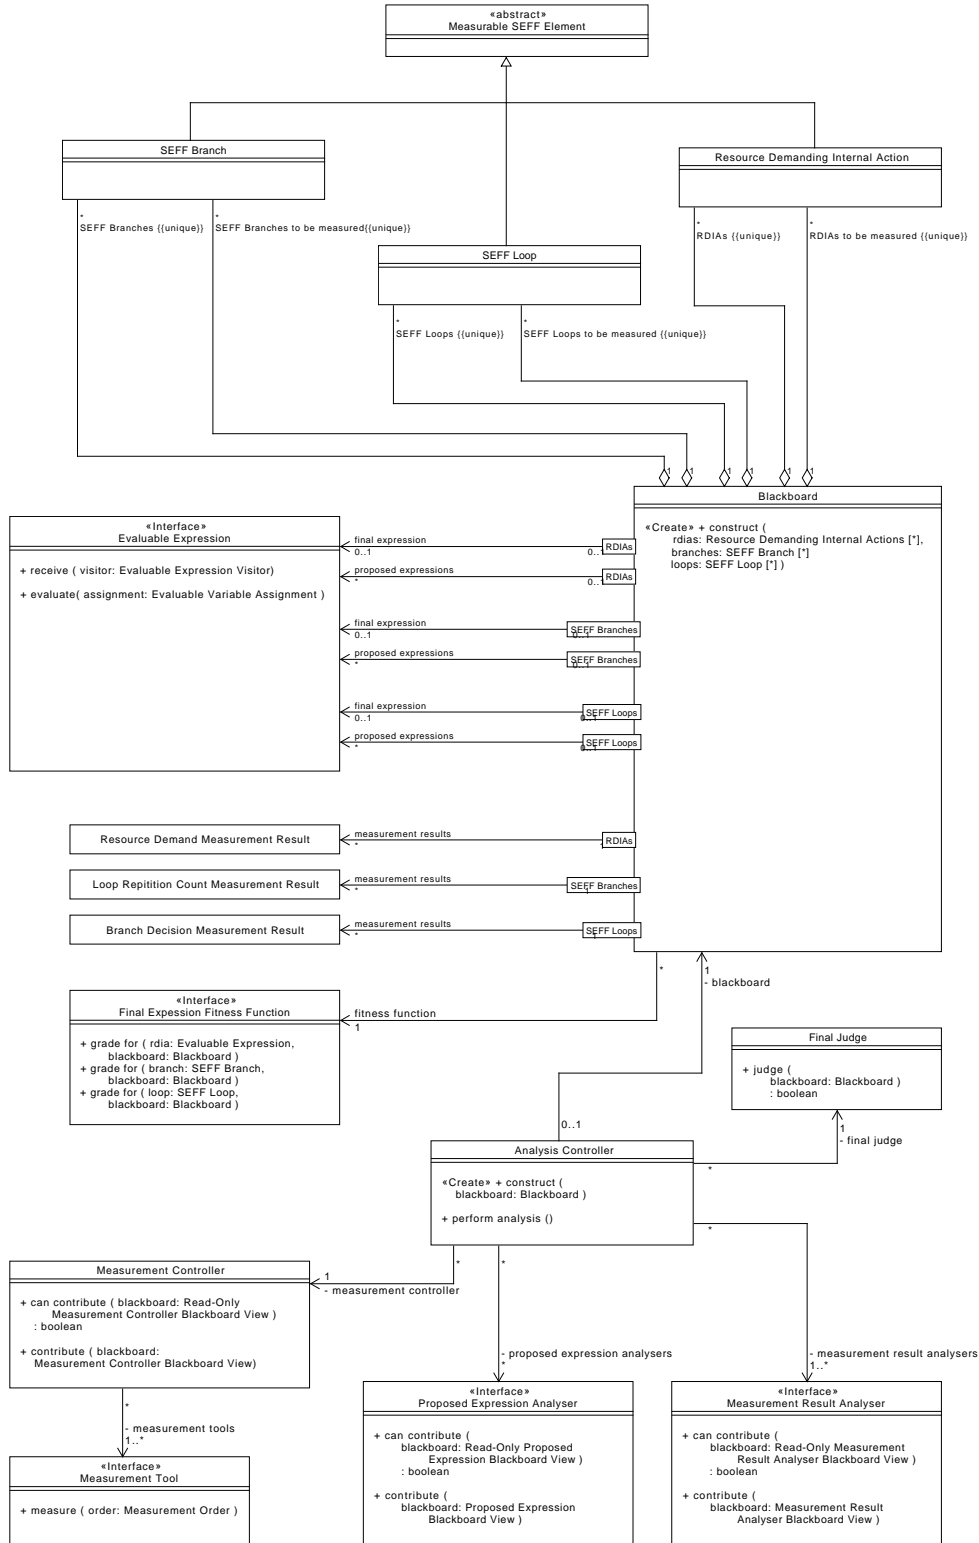 «abstract»
Measurable SEFF Element
SEFF Branch
Resource Demanding Internal Action
*
SEFF Branches {{unique}}
*
SEFF Branches to be measured{{unique}}
*
RDIAs {{unique}}
*
RDIAs to be measured {{unique}}
SEFF Loop
*
SEFF Loops {{unique}}
*
SEFF Loops to be measured {{unique}}
1
1
1
1
1
1
Blackboard
«Create» + construct (
rdias: Resource Demanding Internal Actions [*],
branches: SEFF Branch [*]
loops: SEFF Loop [*] )
«Interface»
Evaluable Expression
+ receive ( visitor: Evaluable Expression Visitor)
+ evaluate( assignment: Evaluable Variable Assignment )
final expression
0..1
0..1
RDIAs
proposed expressions
*
0..1
RDIAs
final expression
0..1
0..1
SEFF Branches
proposed expressions
*
0..1
SEFF Branches
final expression
0..1
0..1
SEFF Loops
proposed expressions
*
0..1
SEFF Loops
Resource Demand Measurement Result
measurement results
*
RDIAs
Loop Repitition Count Measurement Result
measurement results
*
1
SEFF Branches
Branch Decision Measurement Result
measurement results
*
1
SEFF Loops
*
1
- blackboard
«Interface»
Final Expession Fitness Function
+ grade for ( rdia: Evaluable Expression,
blackboard: Blackboard )
+ grade for ( branch: SEFF Branch,
blackboard: Blackboard )
+ grade for ( loop: SEFF Loop,
blackboard: Blackboard )
fitness function
1
Final Judge
+ judge (
blackboard: Blackboard )
: boolean
0..1
1
- final judge
Analysis Controller
«Create» + construct (
blackboard: Blackboard )
+ perform analysis ()
*
*
*
*
Measurement Controller
+ can contribute ( blackboard: Read-Only
Measurement Controller Blackboard View )
: boolean
+ contribute ( blackboard:
Measurement Controller Blackboard View)
1
- measurement controller
- proposed expression analysers
*
- measurement result analysers
1..*
*
- measurement tools
1..*
«Interface»
Measurement Tool
+ measure ( order: Measurement Order )
«Interface»
Proposed Expression Analyser
+ can contribute (
blackboard: Read-Only Proposed
Expression Blackboard View )
: boolean
+ contribute (
blackboard: Proposed Expression
Blackboard View )
«Interface»
Measurement Result Analyser
+ can contribute (
blackboard: Read-Only Measurement
Result Analyser Blackboard View )
: boolean
+ contribute (
blackboard: Measurement Result
Analyser Blackboard View )